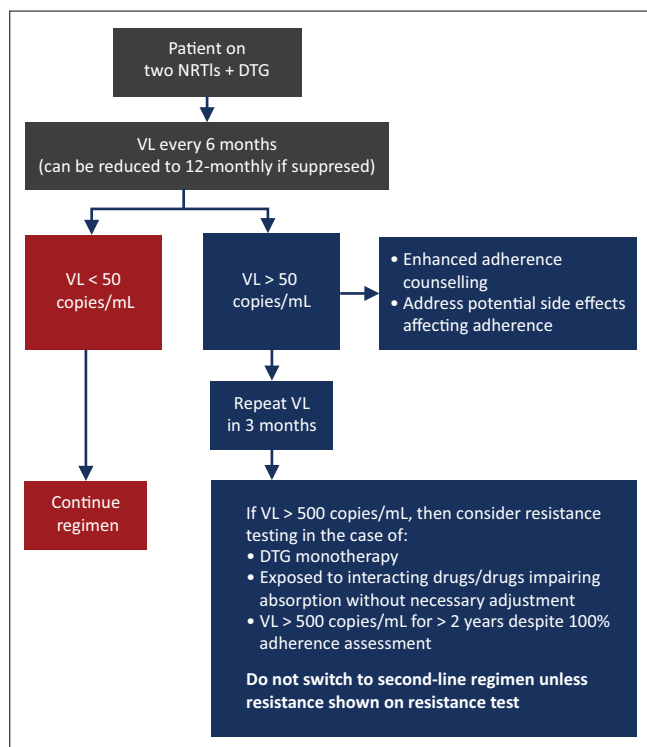 Patient on
two NRTIs + DTG
VL every 6 months
(can be reduced to 12-monthly if suppresed)
VL < 50
copies/mL
VL > 50
copies/mL
• Enhanced adherence
counselling
• Address potential side effects
affecting adherence
Repeat VL
in 3 months
Continue
regimen
If VL > 500 copies/mL, then consider resistance
testing in the case of:
• DTG monotherapy
• Exposed to interacting drugs/drugs impairing
absorption without necessary adjustment
• VL > 500 copies/mL for > 2 years despite 100%
adherence assessment
Do not switch to second-line regimen unless
resistance shown on resistance test